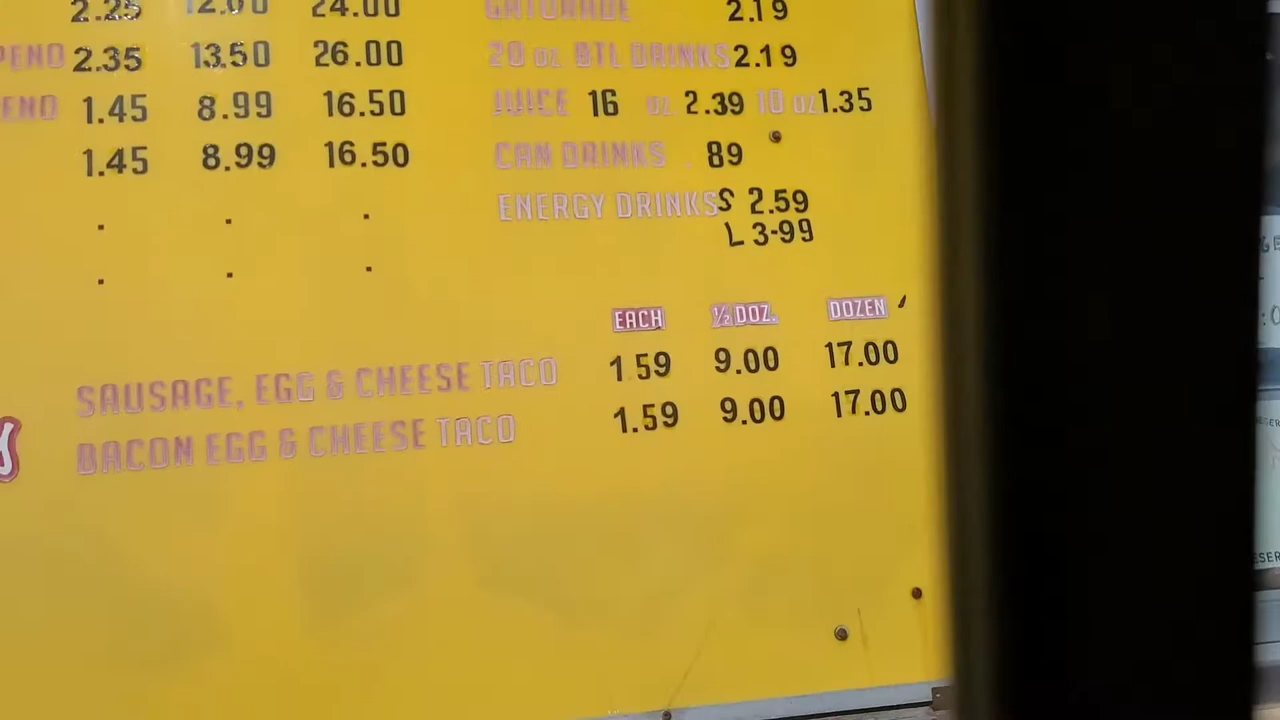 2.25 12.00 24.00
PEND 2.35 13.50 26.00
END 1.45 8.99 16.50
1.45 8.99 16.50
. . .
. . .
GATORADE 2.19
20 OZ. BTL DRINKS 2.19
JUICE 16 OZ 2.39 10 OZ 1.35
CAN DRINKS . 89
ENERGY DRINKS S 2.59
L 3-99
EACH ½ DOZ. DOZEN
SAUSAGE, EGG & CHEESE TACO 1.59 9.00 17.00
BACON EGG & CHEESE TACO 1.59 9.00 17.00